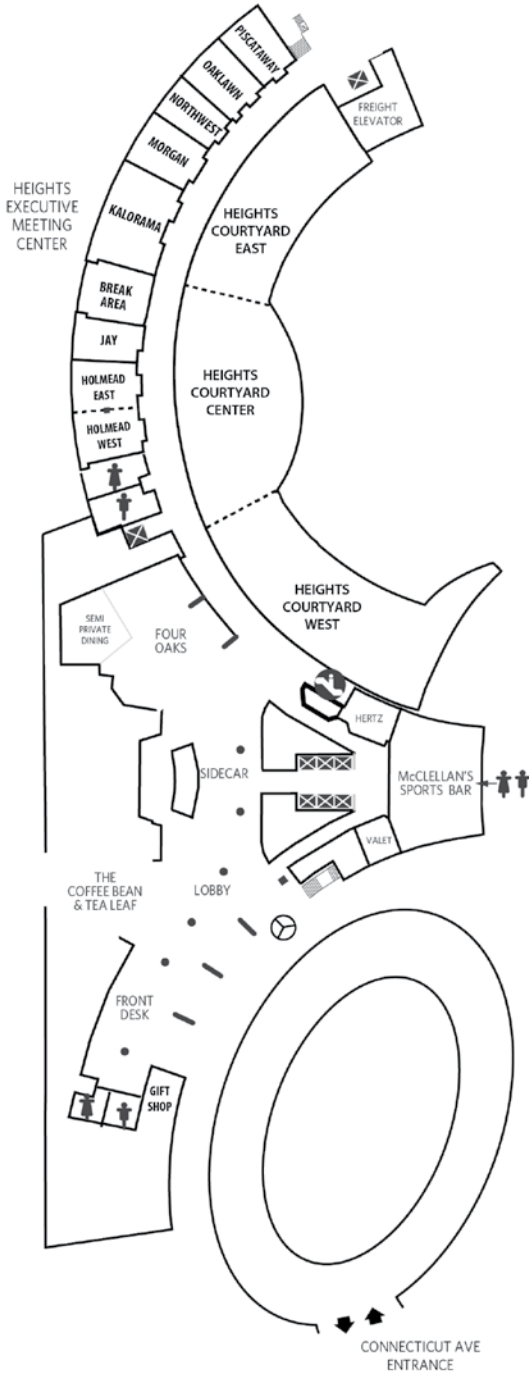 PISCATAWAY
OAKLAWN
NORTHWEST
MORGAN
KALORAMA
BREAK
AREA
JAY
HOLMEAD
EAST
HOLMEAD
WEST
HEIGHTS
EXECUTIVE
MEETING
CENTER
FREIGHT
ELEVATOR
HEIGHTS
COURTYARD
EAST
HEIGHTS
COURTYARD
CENTER
HEIGHTS
COURTYARD
WEST
SEMI
PRIVATE
DINING
FOUR
OAKS
HERTZ
SIDECAR
McCLELLAN'S
SPORTS BAR
VALET
THE
COFFEE BEAN
& TEA LEAF
LOBBY
FRONT
DESK
GIFT
SHOP
CONNECTICUT AVE
ENTRANCE